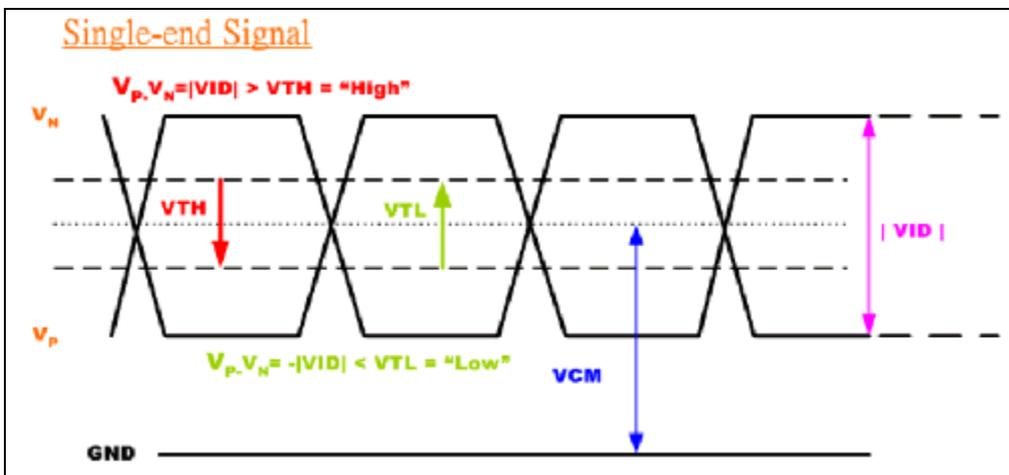 Single-end Signal
VP-VN=|VID| > VTH = “High”
VN
VTH
VTL
| VID |
VP
VP-VN= -|VID| < VTL = “Low”
VCM
GND